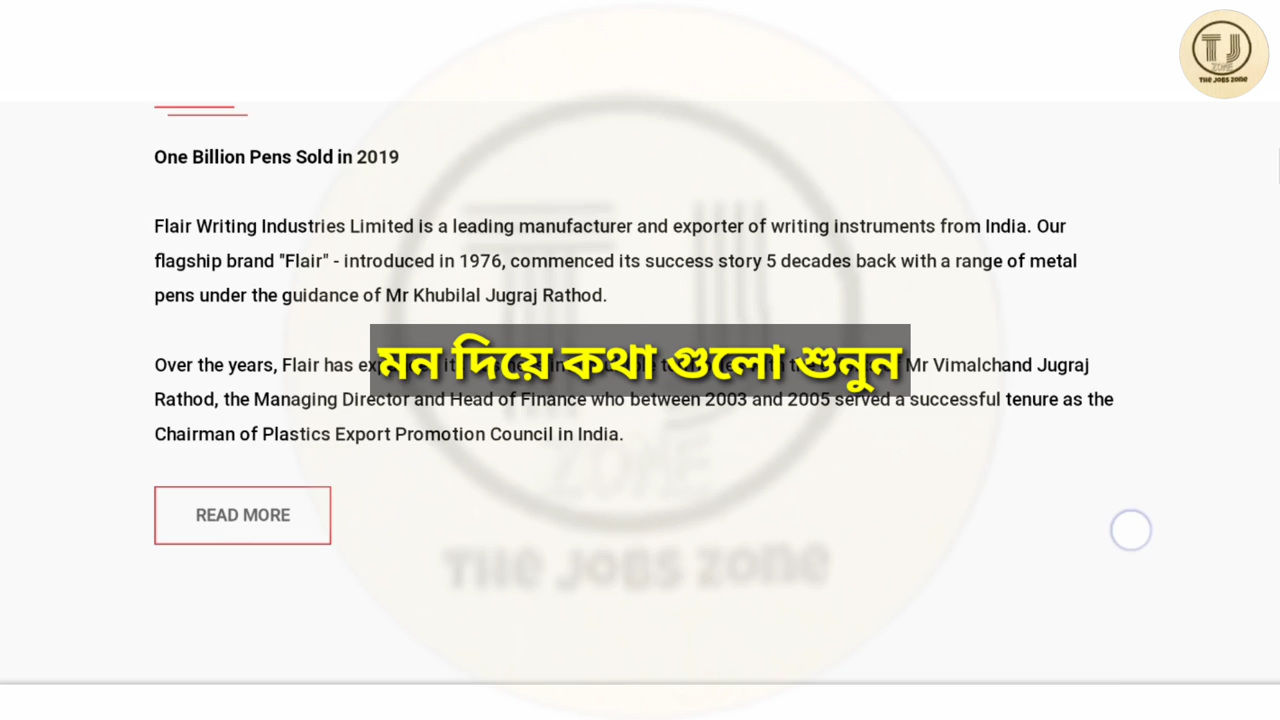 TJ
ZONE
THE JOBS ZONE
One Billion Pens Sold in 2019
Flair Writing Industries Limited is a leading manufacturer and exporter of writing instruments from India. Our
flagship brand "Flair" - introduced in 1976, commenced its success story 5 decades back with a range of metal
pens under the guidance of Mr Khubilal Jugraj Rathod.
মন দিয়ে কথা গুলো শুনুন
Over the years, Flair has Mr Vimalchand Jugraj
Rathod, the Managing Director and Head of Finance who between 2003 and 2005 served a successful tenure as the
Chairman of Plastics Export Promotion Council in India.
READ MORE
TJ
ZONE
THE JOBS ZONE